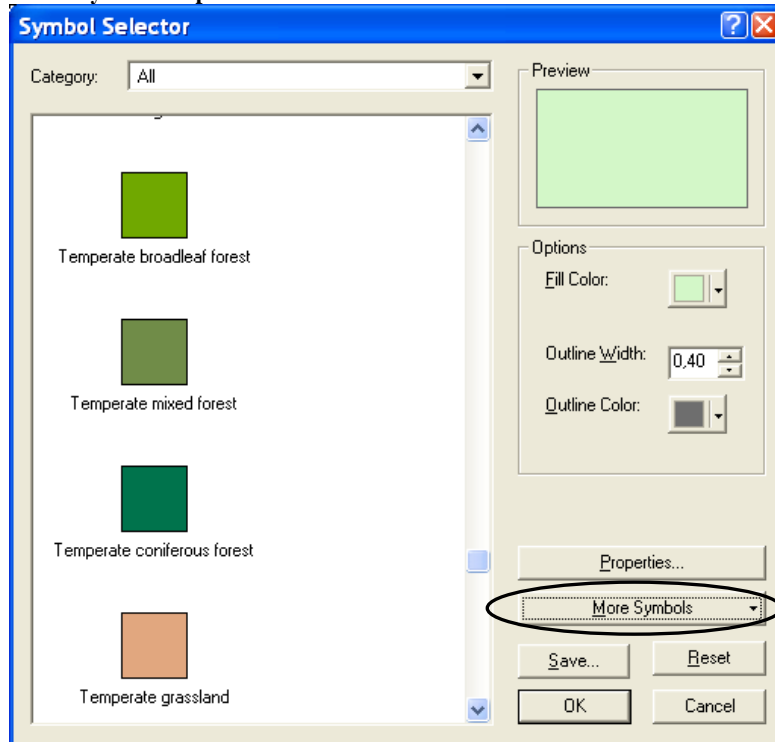 Symbol Selector
Category: All
Temperate broadleaf forest
Temperate mixed forest
Temperate coniferous forest
Temperate grassland
Preview
Options
Fill Color:
Outline Width: 0,40
Outline Color:
Properties...
More Symbols
Save... Reset
OK Cancel